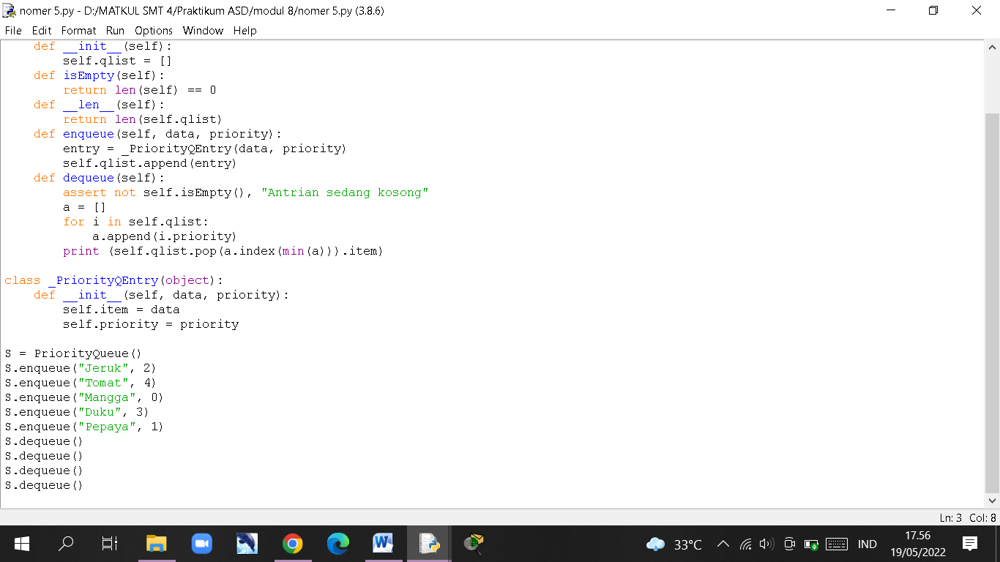 nomer 5.py - D:/MATKUL SMT 4/Praktikum ASD/modul 8/nomer 5.py (3.8.6)
File Edit Format Run Options Window Help
    def __init__(self):
        self.qlist = []
    def isEmpty(self):
        return len(self) == 0
    def __len__(self):
        return len(self.qlist)
    def enqueue(self, data, priority):
        entry = _PriorityQEntry(data, priority)
        self.qlist.append(entry)
    def dequeue(self):
        assert not self.isEmpty(), "Antrian sedang kosong"
        a = []
        for i in self.qlist:
            a.append(i.priority)
        print (self.qlist.pop(a.index(min(a))).item)
class _PriorityQEntry(object):
    def __init__(self, data, priority):
        self.item = data
        self.priority = priority
S = PriorityQueue()
S.enqueue("Jeruk", 2)
S.enqueue("Tomat", 4)
S.enqueue("Mangga", 0)
S.enqueue("Duku", 3)
S.enqueue("Pepaya", 1)
S.dequeue()
S.dequeue()
S.dequeue()
S.dequeue()
Ln: 3 Col: 8
33°C
IND
17.56
19/05/2022